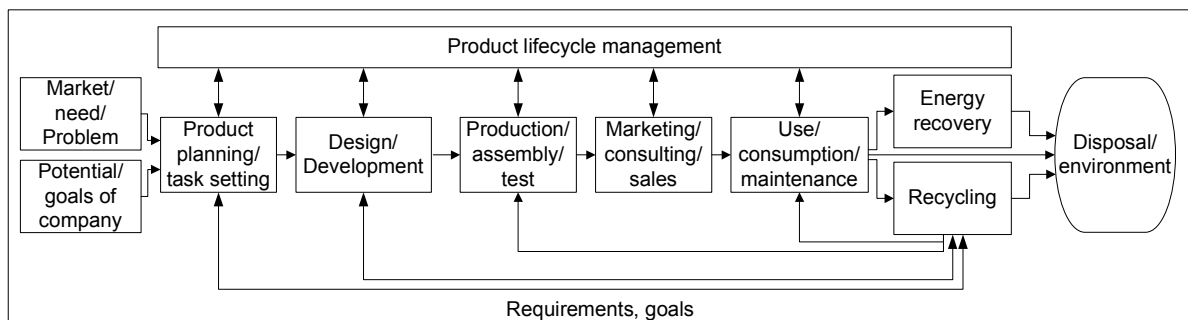 Product lifecycle management
Market/
need/
Problem
Potential/
goals of
company
Product
planning/
task setting
Design/
Development
Production/
assembly/
test
Marketing/
consulting/
sales
Use/
consumption/
maintenance
Energy
recovery
Recycling
Disposal/
environment
Requirements, goals